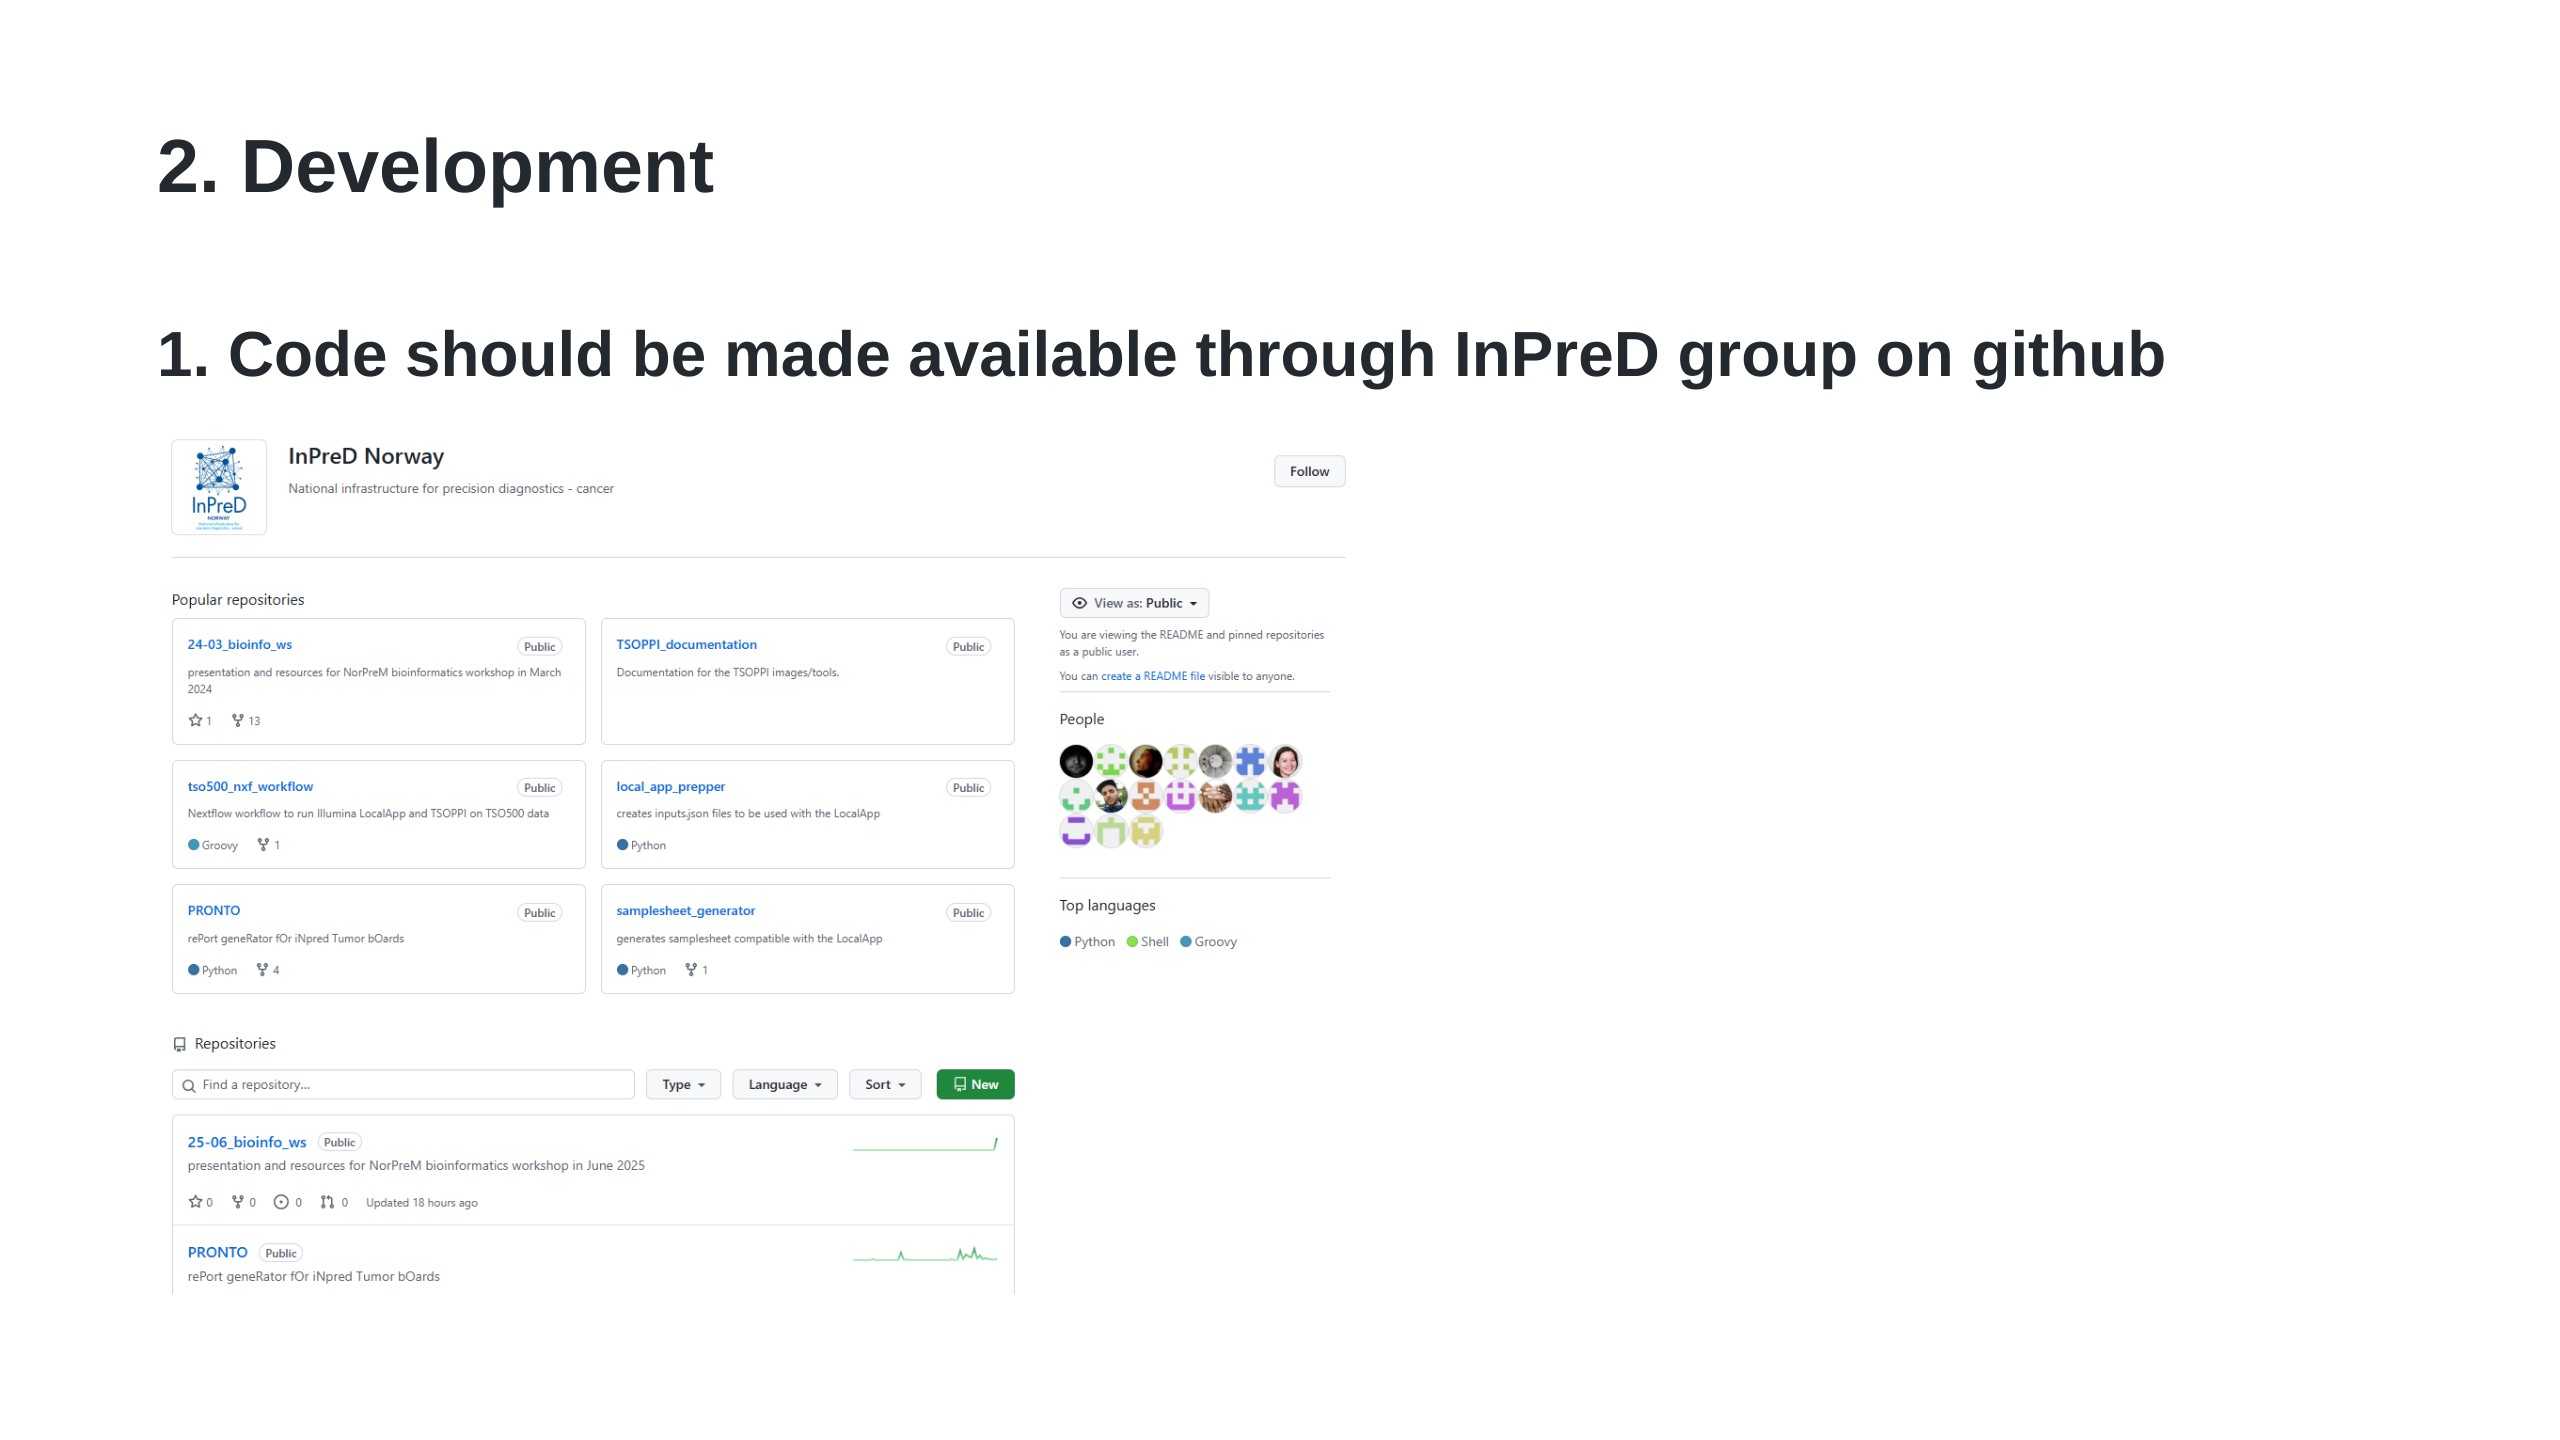 2. Development
1. Code should be made available through InPreD group on github
InPreD Norway
National infrastructure for precision diagnostics - cancer
Follow
InPreD
NORWAY
Popular repositories
24-03_bioinfo_ws
Public
presentation and resources for NorPreM bioinformatics workshop in March
2024
1 13
TSOPPI_documentation
Public
Documentation for the TSOPPI images/tools.
tso500_nxf_workflow
Public
Nextflow workflow to run Illumina LocalApp and TSOPPI on TSO500 data
Groovy 1
local_app_prepper
Public
creates inputs.json files to be used with the LocalApp
Python
PRONTO
Public
rePort geneRator fOr iNpred Tumor bOards
Python 4
samplesheet_generator
Public
generates samplesheet compatible with the LocalApp
Python 1
View as: Public
You are viewing the README and pinned repositories
as a public user.
You can create a README file visible to anyone.
People
Top languages
Python Shell Groovy
Repositories
Find a repository...
Type Language Sort New
25-06_bioinfo_ws Public
presentation and resources for NorPreM bioinformatics workshop in June 2025
0 0 0 0 Updated 18 hours ago
PRONTO Public
rePort geneRator fOr iNpred Tumor bOards